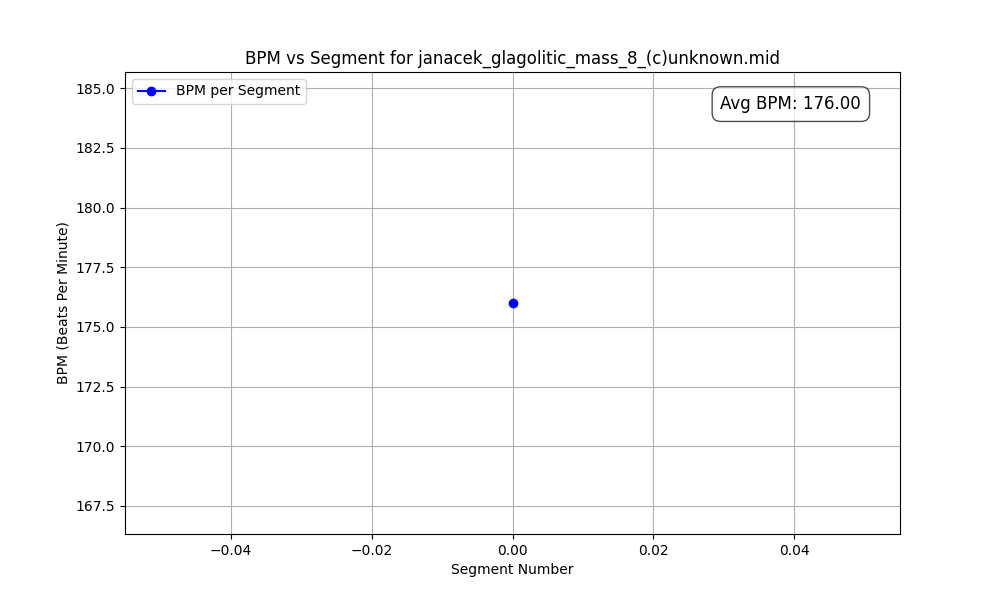 BPM vs Segment for janacek_glagolitic_mass_8_(c)unknown.mid
BPM per Segment
Avg BPM: 176.00
185.0
182.5
180.0
177.5
175.0
172.5
170.0
167.5
BPM (Beats Per Minute)
−0.04
−0.02
0.00
0.02
0.04
Segment Number